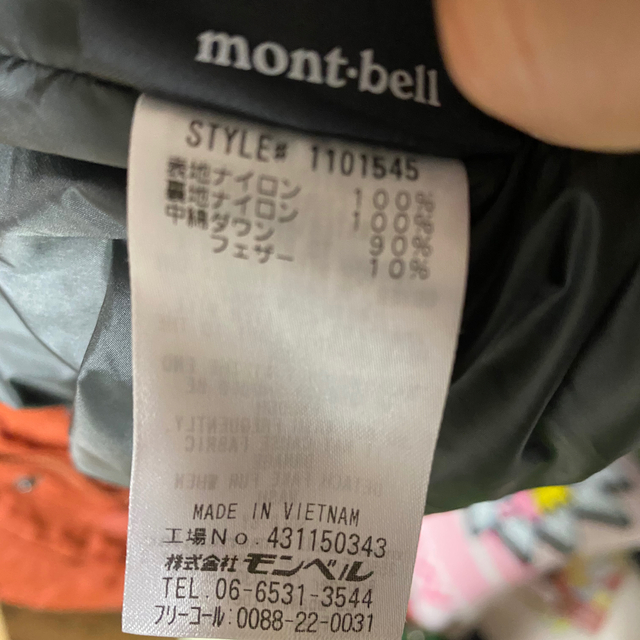 mont·bell
STYLE# 1101545
表地ナイロン 100%
裏地ナイロン 100%
中綿ダウン 90%
フェザー 10%
MADE IN VIETNAM
工場No.431150343
株式会社モンベル
TEL.06-6531-3544
フリーコール:0088-22-0031